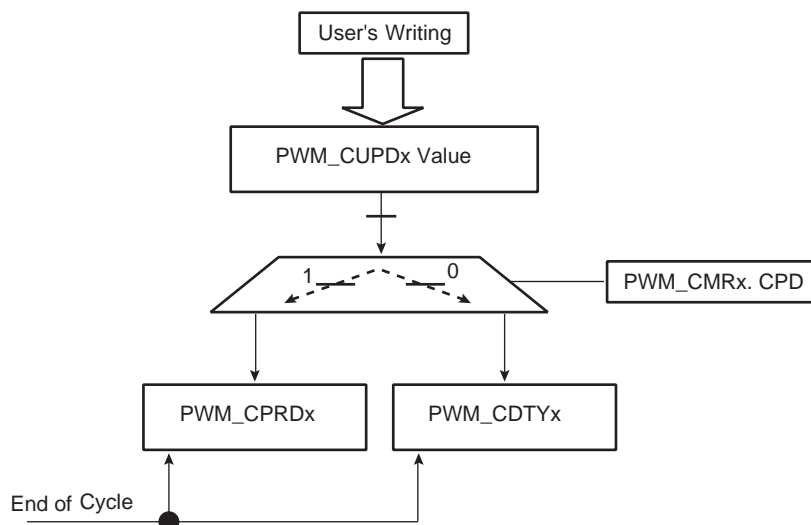 User's Writing
PWM_CUPDx Value
1
0
PWM_CMRx. CPD
PWM_CPRDx
PWM_CDTYx
End of Cycle